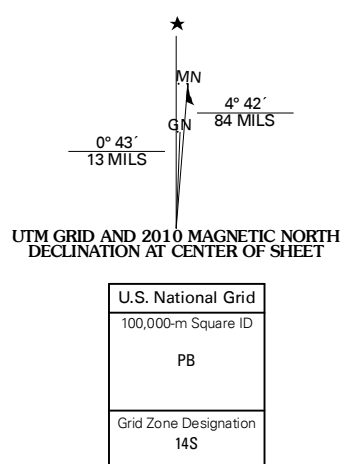 MN
4° 42´
84 MILS
GN
0° 43´
13 MILS
UTM GRID AND 2010 MAGNETIC NORTH
DECLINATION AT CENTER OF SHEET
U.S. National Grid
100,000-m Square ID
PB
Grid Zone Designation
14S